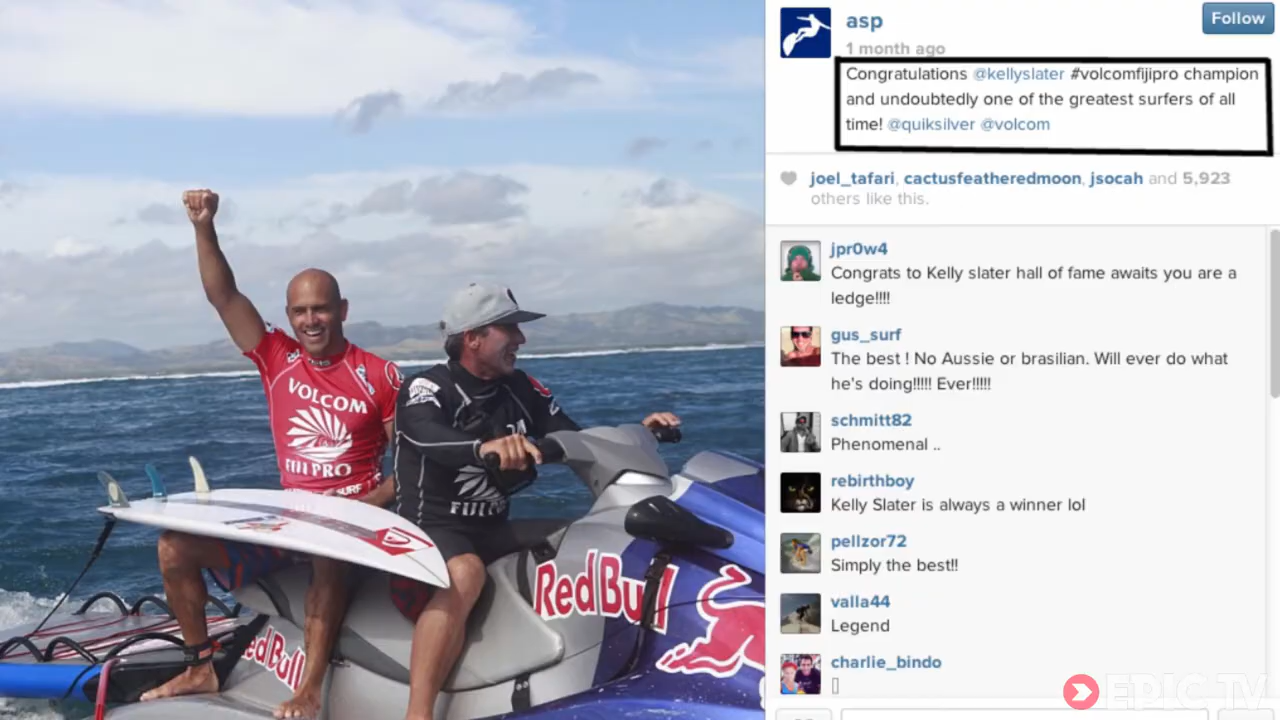 asp
Follow
1 month ago
Congratulations @kellyslater #volcomfijipro champion
and undoubtedly one of the greatest surfers of all
time! @quiksilver @volcom
joel_tafari, cactusfeatheredmoon, jsocah and 5,923
others like this.
jpr0w4
Congrats to Kelly slater hall of fame awaits you are a
ledge!!!!
gus_surf
The best ! No Aussie or brasilian. Will ever do what
he's doing!!!!! Ever!!!!!
schmitt82
Phenomenal ..
rebirthboy
Kelly Slater is always a winner lol
pellzor72
Simply the best!!
valla44
Legend
charlie_bindo
EPIC TV
VOLCOM
FIJI PRO
FIJI PRO
Red Bull
Red Bull